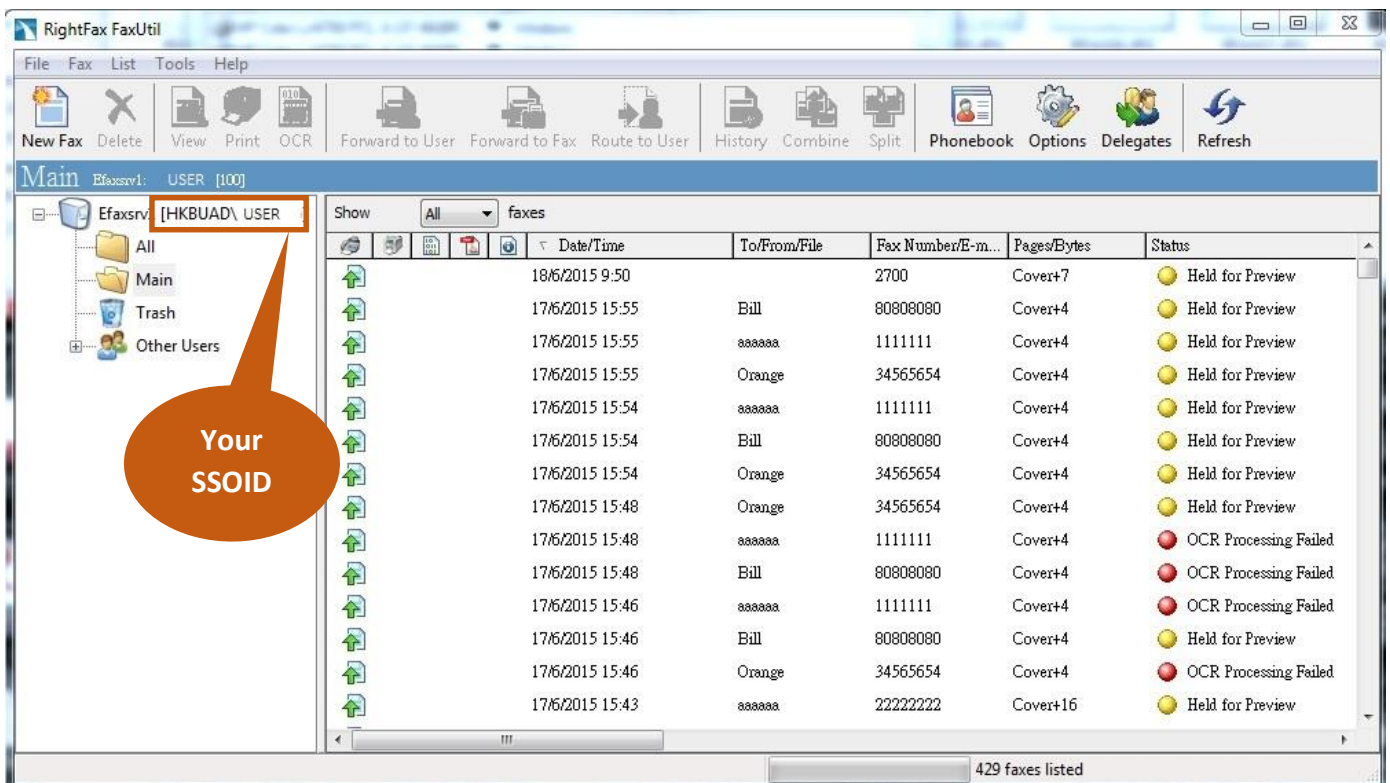 RightFax FaxUtil
File Fax List Tools Help
010
New Fax Delete View Print OCR Forward to User Forward to Fax Route to User History Combine Split Phonebook Options Delegates Refresh
Main Efaxsrv1: USER [100]
Efaxsrv [HKBUAD\ USER
All
Main
Trash
Other Users
Your
SSOID
Show All faxes
Date/Time To/From/File Fax Number/E-m... Pages/Bytes Status
18/6/2015 9:50 2700 Cover+7 Held for Preview
17/6/2015 15:55 Bill 80808080 Cover+4 Held for Preview
17/6/2015 15:55 aaaaaa 1111111 Cover+4 Held for Preview
17/6/2015 15:55 Orange 34565654 Cover+4 Held for Preview
17/6/2015 15:54 aaaaaa 1111111 Cover+4 Held for Preview
17/6/2015 15:54 Bill 80808080 Cover+4 Held for Preview
17/6/2015 15:54 Orange 34565654 Cover+4 Held for Preview
17/6/2015 15:48 Orange 34565654 Cover+4 Held for Preview
17/6/2015 15:48 aaaaaa 1111111 Cover+4 OCR Processing Failed
17/6/2015 15:48 Bill 80808080 Cover+4 OCR Processing Failed
17/6/2015 15:46 aaaaaa 1111111 Cover+4 OCR Processing Failed
17/6/2015 15:46 Bill 80808080 Cover+4 Held for Preview
17/6/2015 15:46 Orange 34565654 Cover+4 OCR Processing Failed
17/6/2015 15:43 aaaaaa 22222222 Cover+16 Held for Preview
429 faxes listed